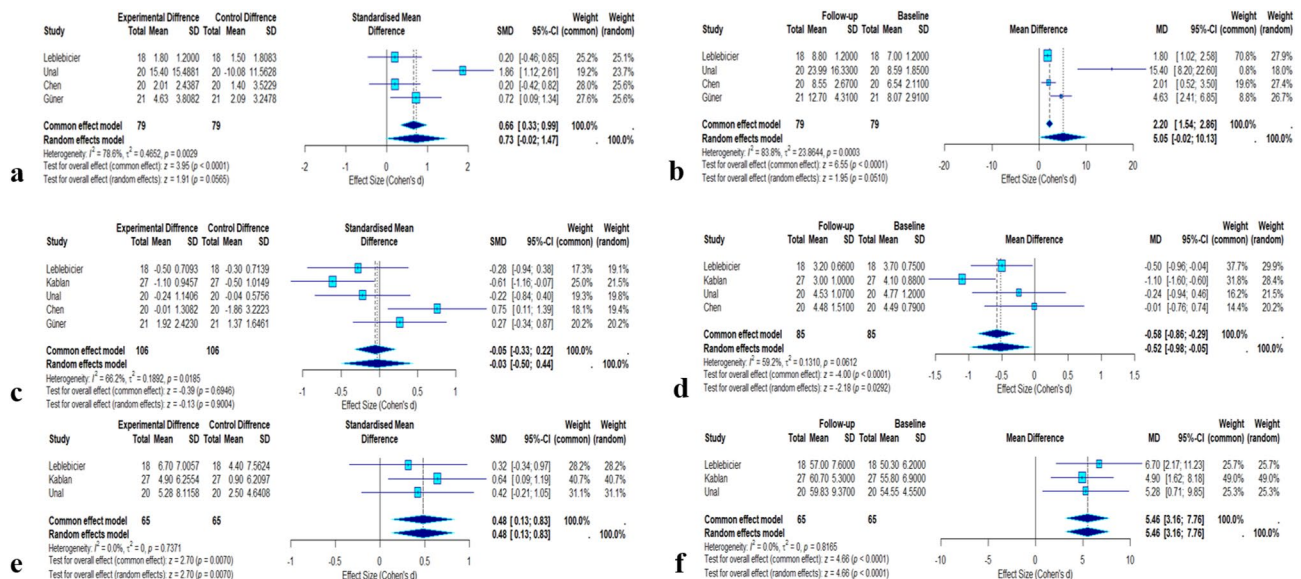 Experimental Diffrence Control Diffrence Standardised Mean Weight Weight
Study Total Mean SD Total Mean SD Difference SMD 95%-CI (common) (random)
Leblebicier 18 1.80 1.2000 18 1.50 1.8083 0.20 [-0.46; 0.85] 25.2% 25.1%
Unal 20 15.40 15.4881 20 -10.08 11.5628 1.86 [1.12; 2.61] 19.2% 23.7%
Chen 20 2.01 2.4387 20 1.40 3.5229 0.20 [-0.42; 0.82] 28.0% 25.6%
Güner 21 4.63 3.8082 21 2.09 3.2478 0.72 [0.09; 1.34] 27.6% 25.6%
Common effect model 79 79 0.66 [0.33; 0.99] 100.0% .
Random effects model 0.73 [-0.02; 1.47] . 100.0%
Heterogeneity: I² = 78.6%, τ² = 0.4652, p = 0.0029
Test for overall effect (common effect): z = 3.95 (p < 0.0001)
Test for overall effect (random effects): z = 1.91 (p = 0.0565)
-2 -1 0 1 2
Effect Size (Cohen's d)
a
Follow-up Baseline Weight Weight
Study Total Mean SD Total Mean SD Mean Difference MD 95%-CI (common) (random)
Leblebicier 18 8.80 1.2000 18 7.00 1.2000 1.80 [1.02; 2.58] 70.8% 27.9%
Unal 20 23.99 16.3300 20 8.59 1.8500 15.40 [8.20; 22.60] 0.8% 18.0%
Chen 20 8.55 2.6700 20 6.54 2.1100 2.01 [0.52; 3.50] 19.6% 27.4%
Güner 21 12.70 4.3100 21 8.07 2.9100 4.63 [2.41; 6.85] 8.8% 26.7%
Common effect model 79 79 2.20 [1.54; 2.86] 100.0% .
Random effects model 5.05 [-0.02; 10.13] . 100.0%
Heterogeneity: I² = 83.8%, τ² = 23.8644, p = 0.0003
Test for overall effect (common effect): z = 6.55 (p < 0.0001)
Test for overall effect (random effects): z = 1.95 (p = 0.0510)
-20 -10 0 10 20
Effect Size (Cohen's d)
b
Experimental Diffrence Control Diffrence Standardised Mean Weight Weight
Study Total Mean SD Total Mean SD Difference SMD 95%-CI (common) (random)
Leblebicier 18 -0.50 0.7093 18 -0.30 0.7139 -0.28 [-0.94; 0.38] 17.3% 19.1%
Kablan 27 -1.10 0.9457 27 -0.50 1.0149 -0.61 [-1.16; -0.07] 25.0% 21.5%
Unal 20 -0.24 1.1406 20 -0.04 0.5756 -0.22 [-0.84; 0.40] 19.3% 19.8%
Chen 20 -0.01 1.3082 20 -1.86 3.2223 0.75 [0.11; 1.39] 18.1% 19.4%
Güner 21 1.92 2.4230 21 1.37 1.6461 0.27 [-0.34; 0.87] 20.2% 20.2%
Common effect model 106 106 -0.05 [-0.33; 0.22] 100.0% .
Random effects model -0.03 [-0.50; 0.44] . 100.0%
Heterogeneity: I² = 66.2%, τ² = 0.1892, p = 0.0185
Test for overall effect (common effect): z = -0.39 (p = 0.6946)
Test for overall effect (random effects): z = -0.13 (p = 0.9004)
-1 -0.5 0 0.5 1
Effect Size (Cohen's d)
c
Follow-up Baseline Weight Weight
Study Total Mean SD Total Mean SD Mean Difference MD 95%-CI (common) (random)
Leblebicier 18 3.20 0.6600 18 3.70 0.7500 -0.50 [-0.96; -0.04] 37.7% 29.9%
Kablan 27 3.00 1.0000 27 4.10 0.8800 -1.10 [-1.60; -0.60] 31.8% 28.4%
Unal 20 4.53 1.0700 20 4.77 1.2000 -0.24 [-0.94; 0.46] 16.2% 21.5%
Chen 20 4.48 1.5100 20 4.49 0.7900 -0.01 [-0.76; 0.74] 14.4% 20.2%
Common effect model 85 85 -0.58 [-0.86; -0.29] 100.0% .
Random effects model -0.52 [-0.98; -0.05] . 100.0%
Heterogeneity: I² = 59.2%, τ² = 0.1310, p = 0.0612
Test for overall effect (common effect): z = -4.00 (p < 0.0001)
Test for overall effect (random effects): z = -2.18 (p = 0.0292)
-1.5 -1 -0.5 0 0.5 1 1.5
Effect Size (Cohen's d)
d
Experimental Diffrence Control Diffrence Standardised Mean Weight Weight
Study Total Mean SD Total Mean SD Difference SMD 95%-CI (common) (random)
Leblebicier 18 6.70 7.0057 18 4.40 7.5624 0.32 [-0.34; 0.97] 28.2% 28.2%
Kablan 27 4.90 6.2554 27 0.90 6.2097 0.64 [0.09; 1.19] 40.7% 40.7%
Unal 20 5.28 8.1158 20 2.50 4.6408 0.42 [-0.21; 1.05] 31.1% 31.1%
Common effect model 65 65 0.48 [0.13; 0.83] 100.0% .
Random effects model 0.48 [0.13; 0.83] . 100.0%
Heterogeneity: I² = 0.0%, τ² = 0, p = 0.7371
Test for overall effect (common effect): z = 2.70 (p = 0.0070)
Test for overall effect (random effects): z = 2.70 (p = 0.0070)
-1 -0.5 0 0.5 1
Effect Size (Cohen's d)
e
Follow-up Baseline Weight Weight
Study Total Mean SD Total Mean SD Mean Difference MD 95%-CI (common) (random)
Leblebicier 18 57.00 7.6000 18 50.30 6.2000 6.70 [2.17; 11.23] 25.7% 25.7%
Kablan 27 60.70 5.3000 27 55.80 6.9000 4.90 [1.62; 8.18] 49.0% 49.0%
Unal 20 59.83 9.3700 20 54.55 4.5500 5.28 [0.71; 9.85] 25.3% 25.3%
Common effect model 65 65 5.46 [3.16; 7.76] 100.0% .
Random effects model 5.46 [3.16; 7.76] . 100.0%
Heterogeneity: I² = 0.0%, τ² = 0, p = 0.8165
Test for overall effect (common effect): z = 4.66 (p < 0.0001)
Test for overall effect (random effects): z = 4.66 (p < 0.0001)
-10 -5 0 5 10
Effect Size (Cohen's d)
f